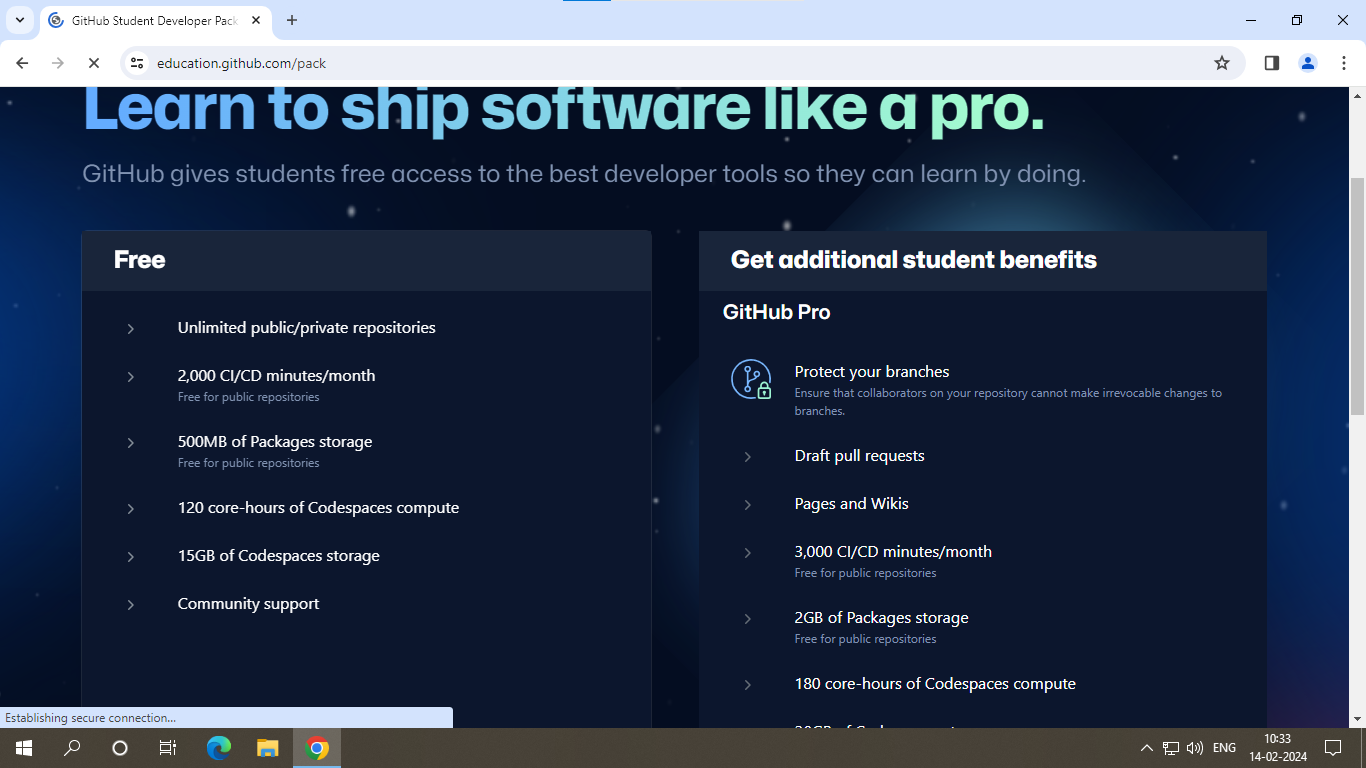 GitHub Student Developer Pack
education.github.com/pack
Learn to ship software like a pro.
GitHub gives students free access to the best developer tools so they can learn by doing.
Free
Unlimited public/private repositories
2,000 CI/CD minutes/month
Free for public repositories
500MB of Packages storage
Free for public repositories
120 core-hours of Codespaces compute
15GB of Codespaces storage
Community support
Get additional student benefits
GitHub Pro
Protect your branches
Ensure that collaborators on your repository cannot make irrevocable changes to
branches.
Draft pull requests
Pages and Wikis
3,000 CI/CD minutes/month
Free for public repositories
2GB of Packages storage
Free for public repositories
180 core-hours of Codespaces compute
Establishing secure connection...
ENG
10:33
14-02-2024